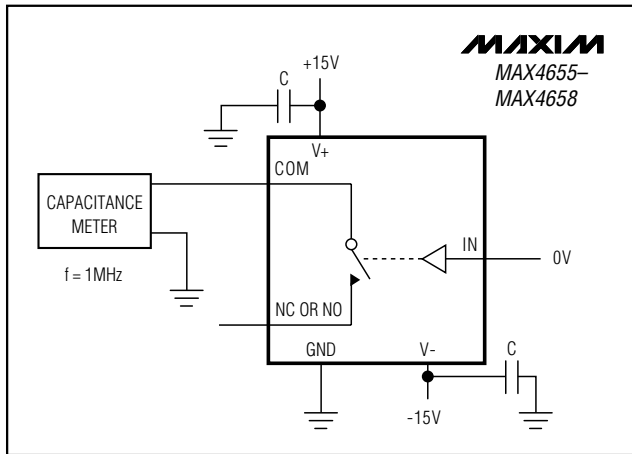 MAXIM
MAX4655–
MAX4658
+15V
C
V+
COM
CAPACITANCE
METER
f = 1MHz
IN
0V
NC OR NO
GND
V-
C
-15V